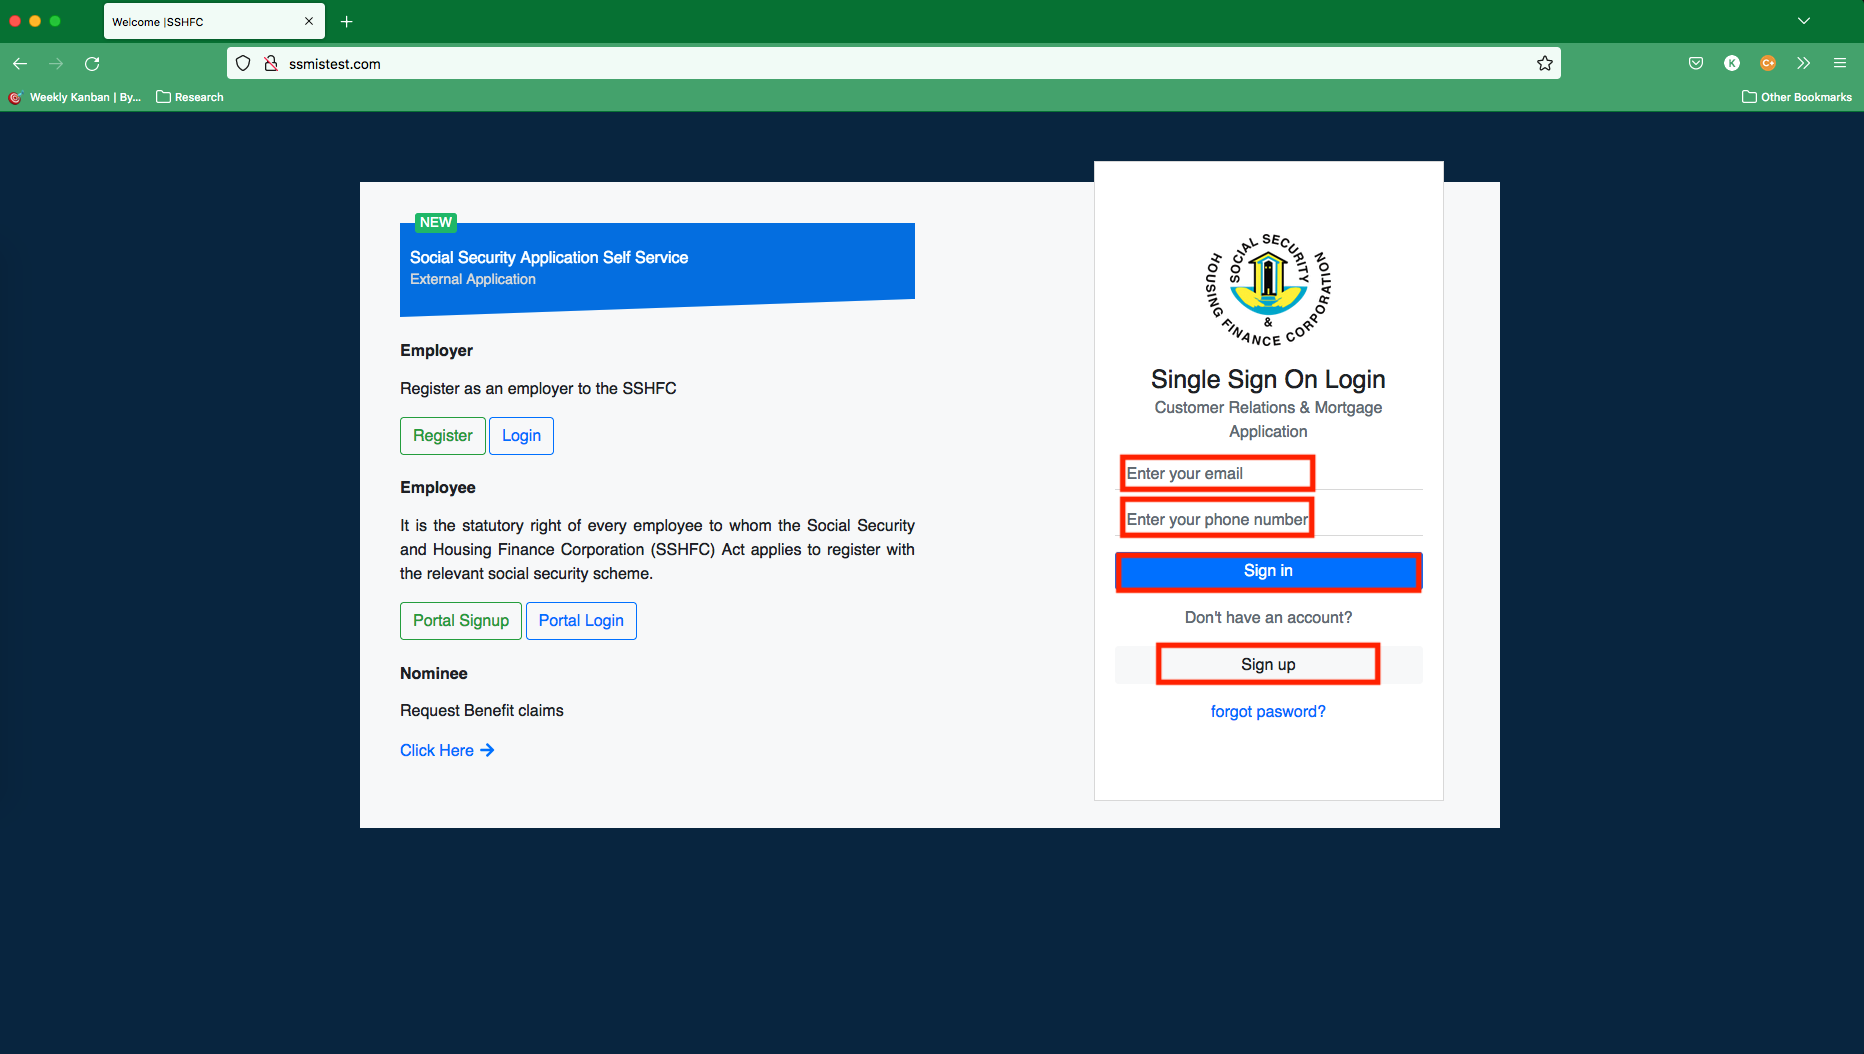 Welcome |SSHFC
ssmistest.com
K
C+
Weekly Kanban | By...
Research
Other Bookmarks
NEW
Social Security Application Self Service
External Application
Employer
Register as an employer to the SSHFC
Register
Login
Employee
It is the statutory right of every employee to whom the Social Security
and Housing Finance Corporation (SSHFC) Act applies to register with
the relevant social security scheme.
Portal Signup
Portal Login
Nominee
Request Benefit claims
Click Here
SOCIAL SECURITY
&
HOUSING FINANCE CORPORATION
Single Sign On Login
Customer Relations & Mortgage
Application
Enter your email
Enter your phone number
Sign in
Don't have an account?
Sign up
forgot pasword?